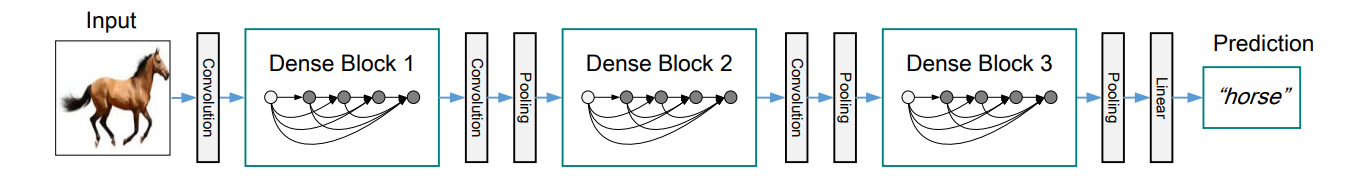 Input
Convolution
Dense Block 1
Convolution
Pooling
Dense Block 2
Convolution
Pooling
Dense Block 3
Pooling
Linear
Prediction
“horse”